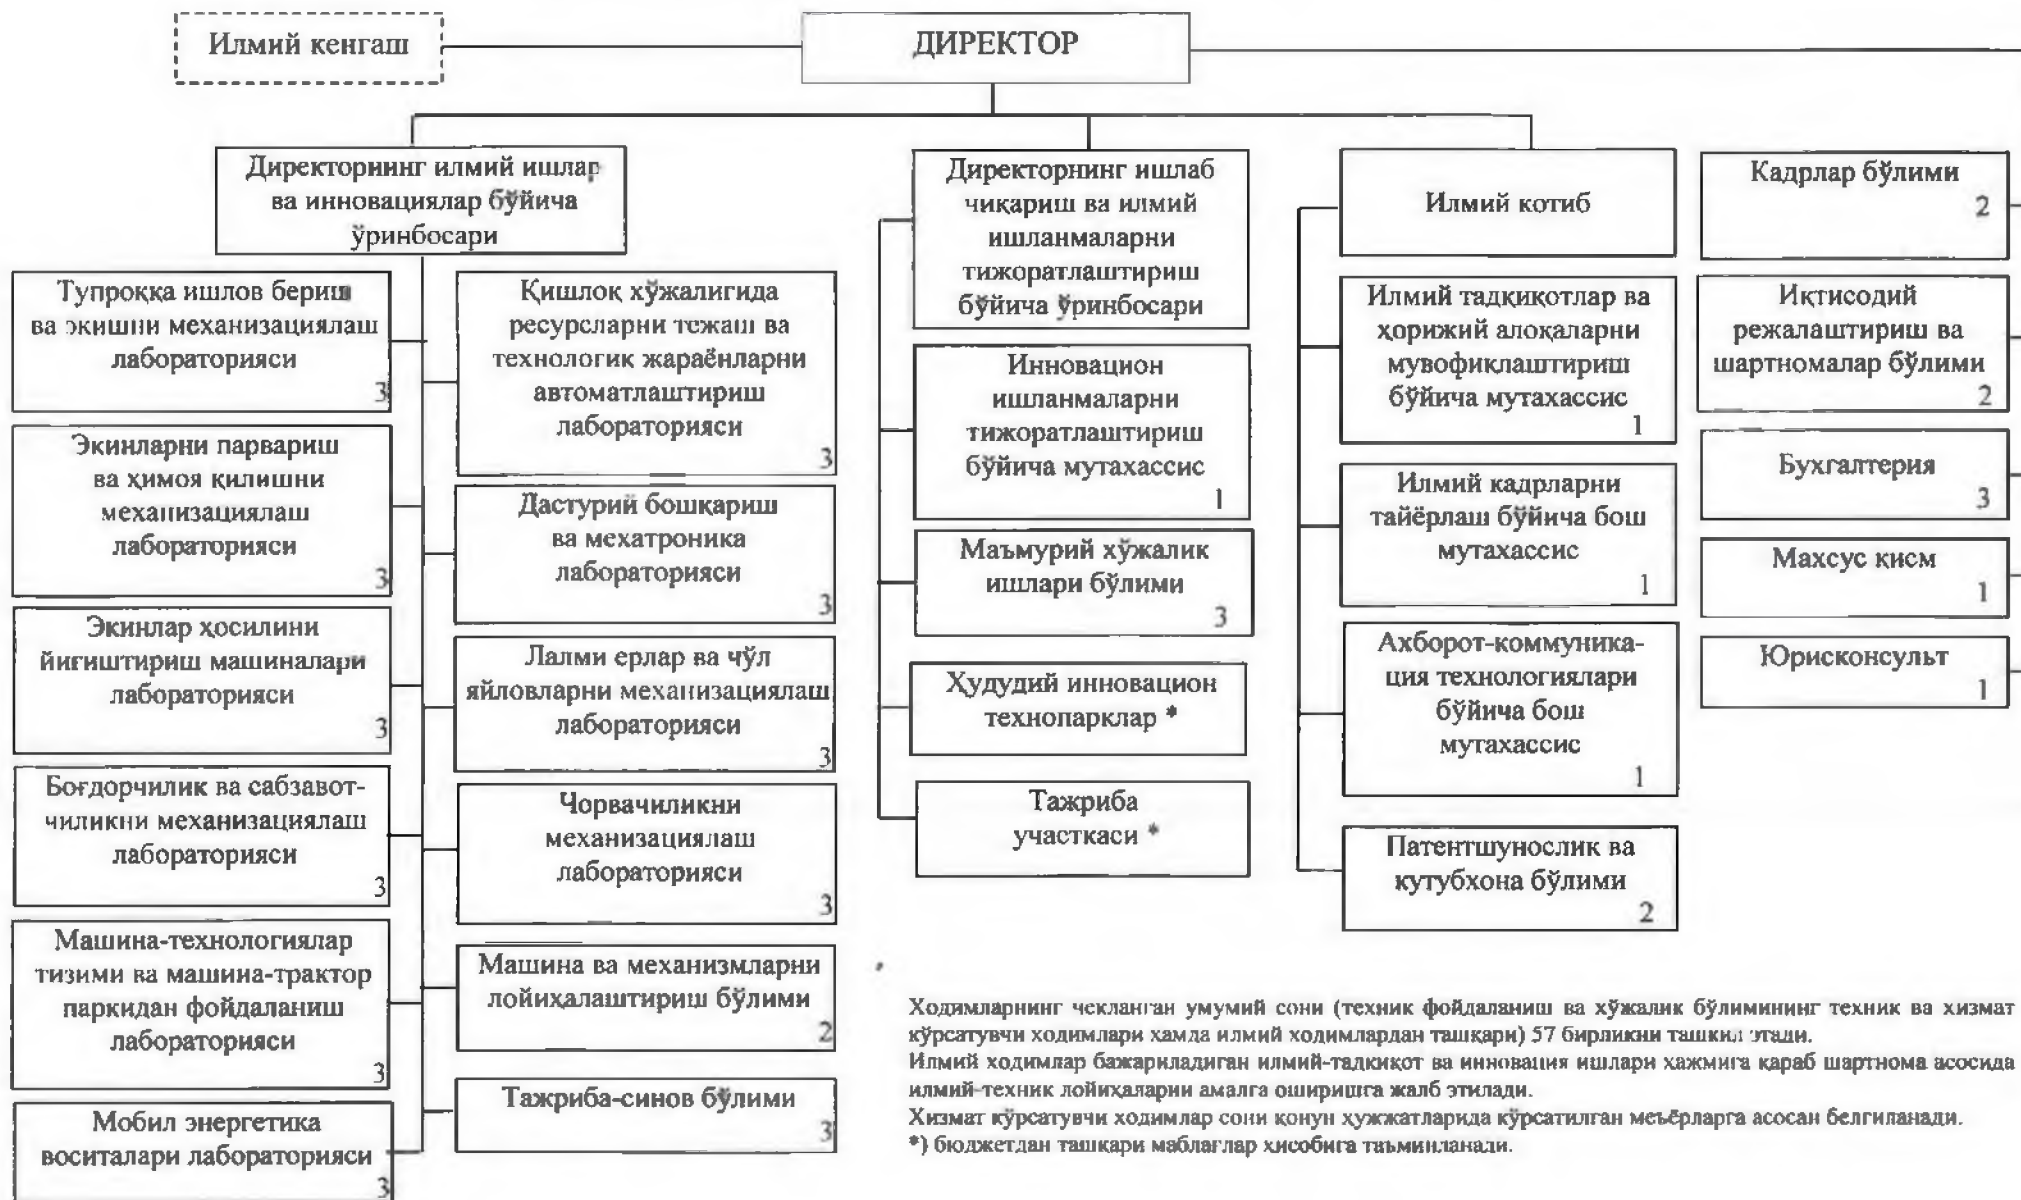 Илмий кенгаш
ДИРЕКТОР
Директорнинг илмий ишлар
ва инновациялар бўйича
ўринбосари
Тупроққа ишлов бериш
ва экишни механизациялаш
лабораторияси
3
Экинларни парвариш
ва ҳимоя қилишни
механизациялаш
лабораторияси
3
Экинлар ҳосилини
йиғиштириш машиналари
лабораторияси
3
Боғдорчилик ва сабзавот-
чиликни механизациялаш
лабораторияси
3
Машина-технологиялар
тизими ва машина-трактор
паркидан фойдаланиш
лабораторияси
3
Мобил энергетика
воситалари лабораторияси
3
Қишлоқ хўжалигида
ресурсларни тежаш ва
технологик жараёнларни
автоматлаштириш
лабораторияси
3
Дастурий бошқариш
ва мехатроника
лабораторияси
3
Лалми ерлар ва чўл
яйловларни механизациялаш
лабораторияси
3
Чорвачиликни
механизациялаш
лабораторияси
3
Машина ва механизмларни
лойиҳалаштириш бўлими
2
Тажриба-синов бўлими
3
Директорнинг ишлаб
чиқариш ва илмий
ишланмаларни
тижоратлаштириш
бўйича ўринбосари
Инновацион
ишланмаларни
тижоратлаштириш
бўйича мутахассис
1
Маъмурий хўжалик
ишлари бўлими
3
Ҳудудий инновацион
технопарклар *
Тажриба
участкаси *
Илмий котиб
Илмий тадқиқотлар ва
ҳорижий алоқаларни
мувофиқлаштириш
бўйича мутахассис
1
Илмий кадрларни
тайёрлаш бўйича бош
мутахассис
1
Ахборот-коммуника-
ция технологиялари
бўйича бош
мутахассис
1
Патентшунослик ва
кутубхона бўлими
2
Кадрлар бўлими
2
Иқтисодий
режалаштириш ва
шартномалар бўлими
2
Бухгалтерия
3
Махсус қисм
1
Юрисконсульт
1
Ходимларнинг чекланган умумий сони (техник фойдаланиш ва хўжалик бўлимининг техник ва хизмат
кўрсатувчи ходимлари хамда илмий ходимлардан ташқари) 57 бирликни ташкил этади.
Илмий ходимлар бажариладиган илмий-тадқиқот ва инновация ишлари хажмига қараб шартнома асосида
илмий-техник лойиҳаларни амалга оширишга жалб этилади.
Хизмат кўрсатувчи ходимлар сони қонун ҳужжатларида кўрсатилган меъёрларга асосан белгиланади.
*) бюджетдан ташқари маблағлар хисобига таъминланади.